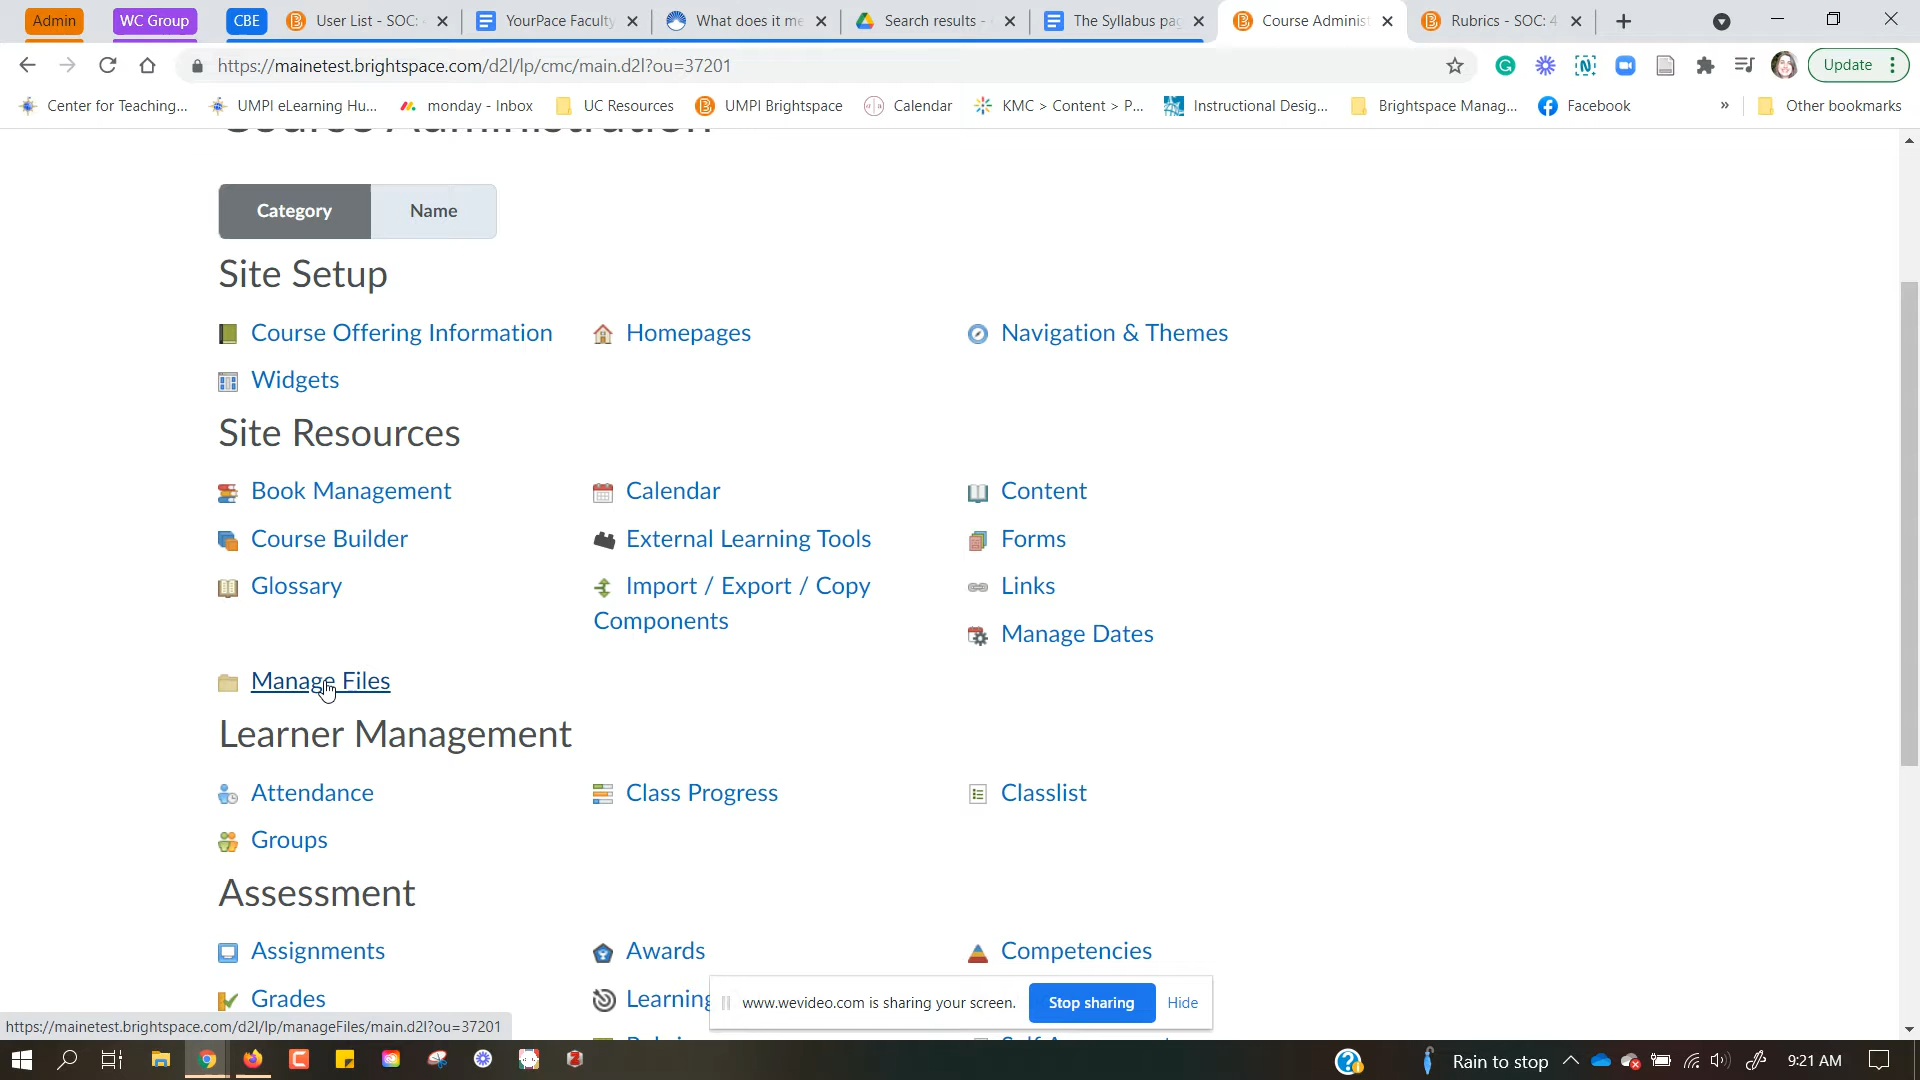 Admin WC Group CBE User List - SOC: YourPace Faculty What does it me Search results - The Syllabus pag Course Administ Rubrics - SOC: 4
https://mainetest.brightspace.com/d2l/lp/cmc/main.d2l?ou=37201 Update
Center for Teaching... UMPI eLearning Hu... monday - Inbox UC Resources UMPI Brightspace Calendar KMC > Content > P... Instructional Desig... Brightspace Manag... Facebook » Other bookmarks
Course Administration
Category Name
Site Setup
Course Offering Information Homepages Navigation & Themes
Widgets
Site Resources
Book Management Calendar Content
Course Builder External Learning Tools Forms
Glossary Import / Export / Copy Links
Components
Manage Dates
Manage Files
Learner Management
Attendance Class Progress Classlist
Groups
Assessment
Assignments Awards Competencies
Grades Learning
www.wevideo.com is sharing your screen. Stop sharing Hide
https://mainetest.brightspace.com/d2l/lp/manageFiles/main.d2l?ou=37201
Rain to stop 9:21 AM